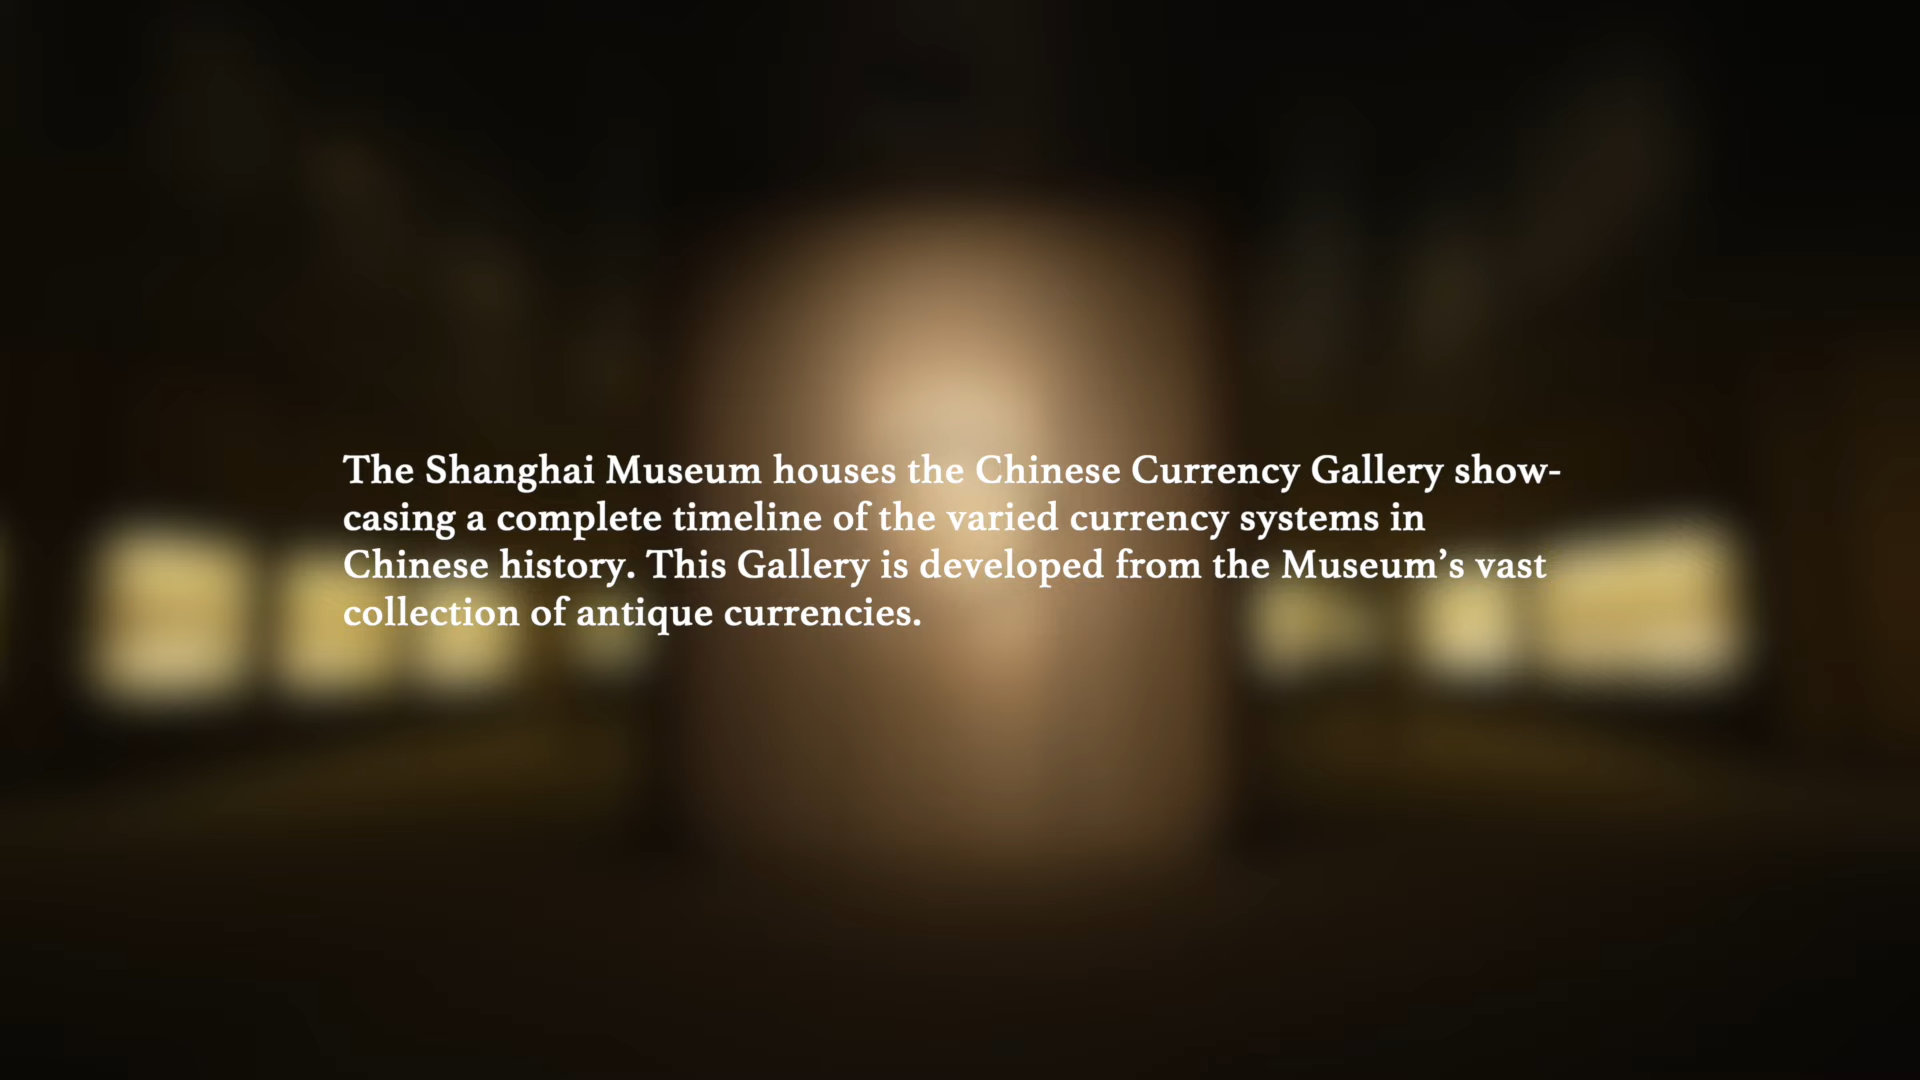 The Shanghai Museum houses the Chinese Currency Gallery show-
casing a complete timeline of the varied currency systems in
Chinese history. This Gallery is developed from the Museum’s vast
collection of antique currencies.